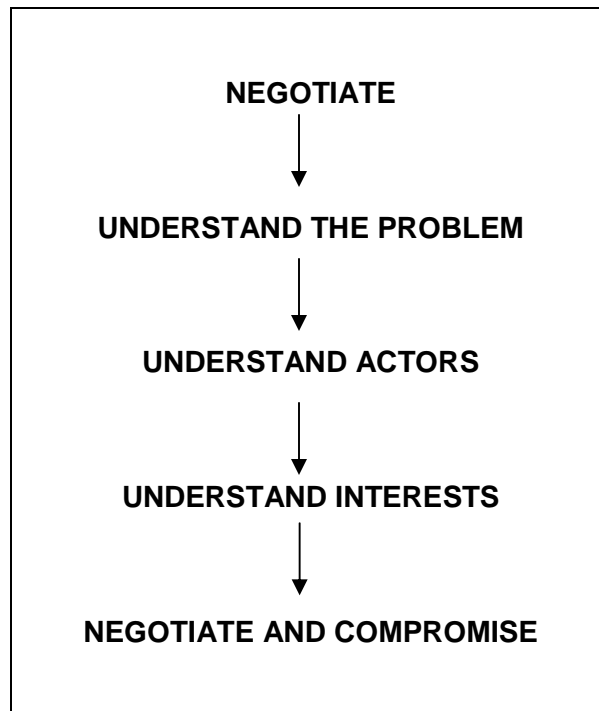 NEGOTIATE
UNDERSTAND THE PROBLEM
UNDERSTAND ACTORS
UNDERSTAND INTERESTS
NEGOTIATE AND COMPROMISE